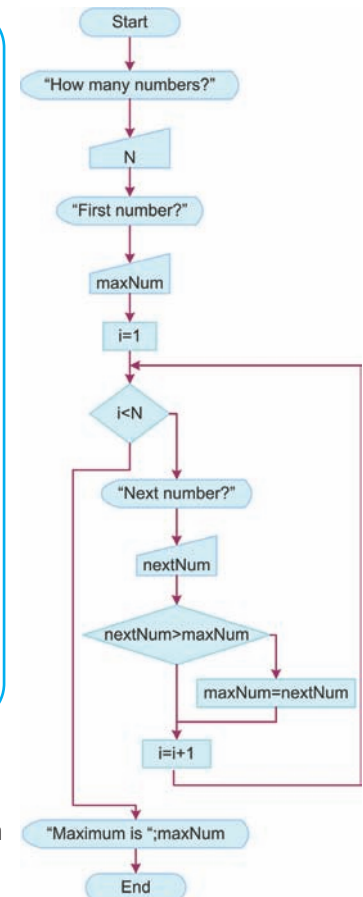 Start
“How many numbers?”
N
“First number?”
maxNum
i=1
i<N
“Next number?”
nextNum
nextNum>maxNum
maxNum=nextNum
i=i+1
“Maximum is “;maxNum
End